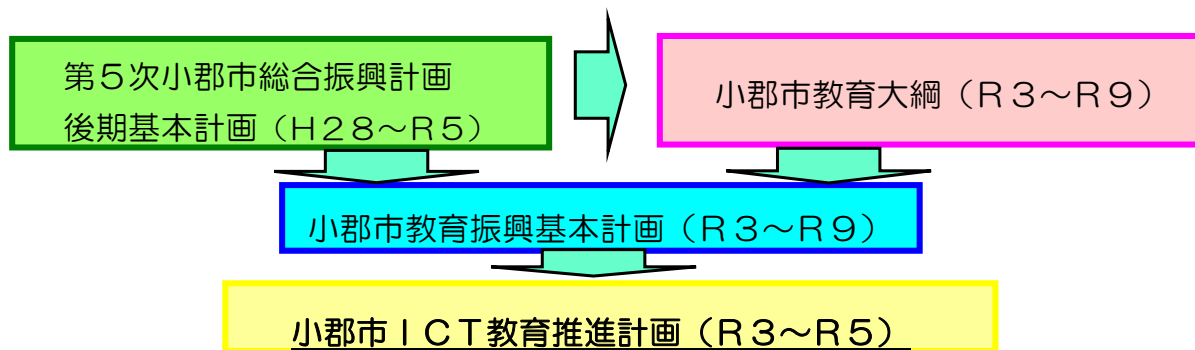 第５次小郡市総合振興計画
後期基本計画（Ｈ２８～Ｒ５）
小郡市教育大綱（Ｒ３～Ｒ９）
小郡市教育振興基本計画（Ｒ３～Ｒ９）
小郡市ＩＣＴ教育推進計画（Ｒ３～Ｒ５）